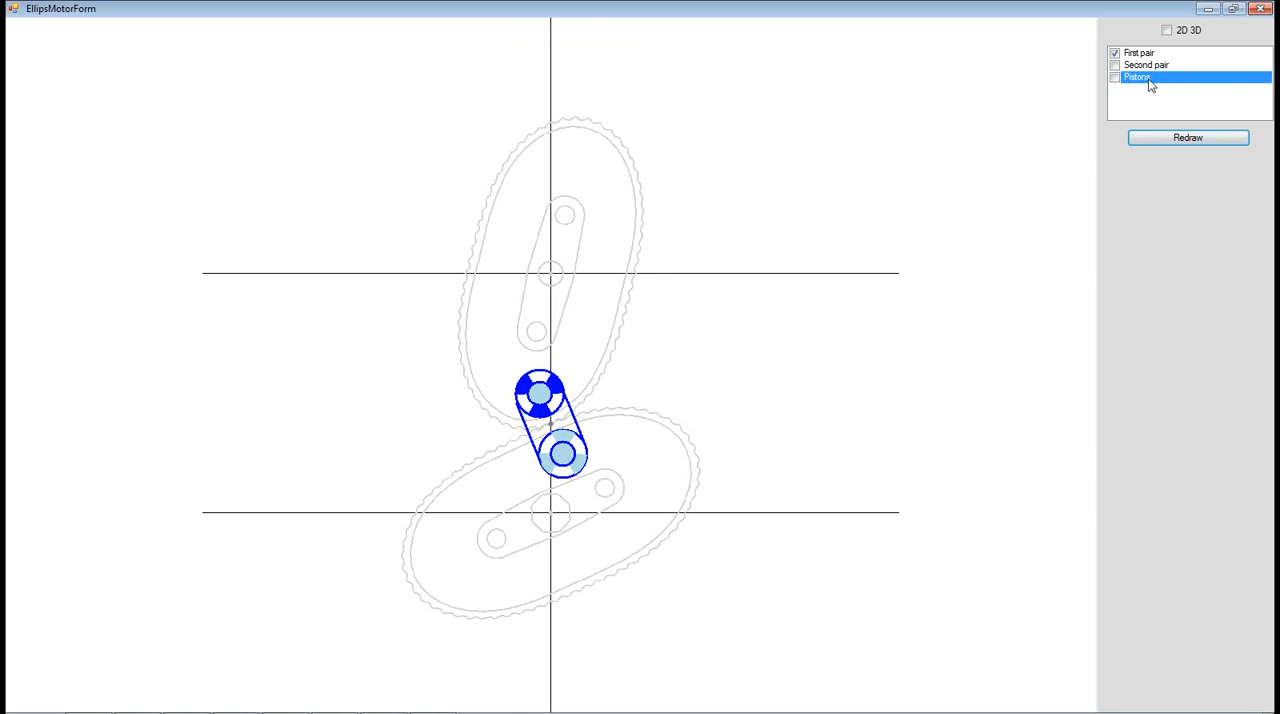 EllipsMotorForm
2D 3D
First pair
Second pair
Pistons
Redraw